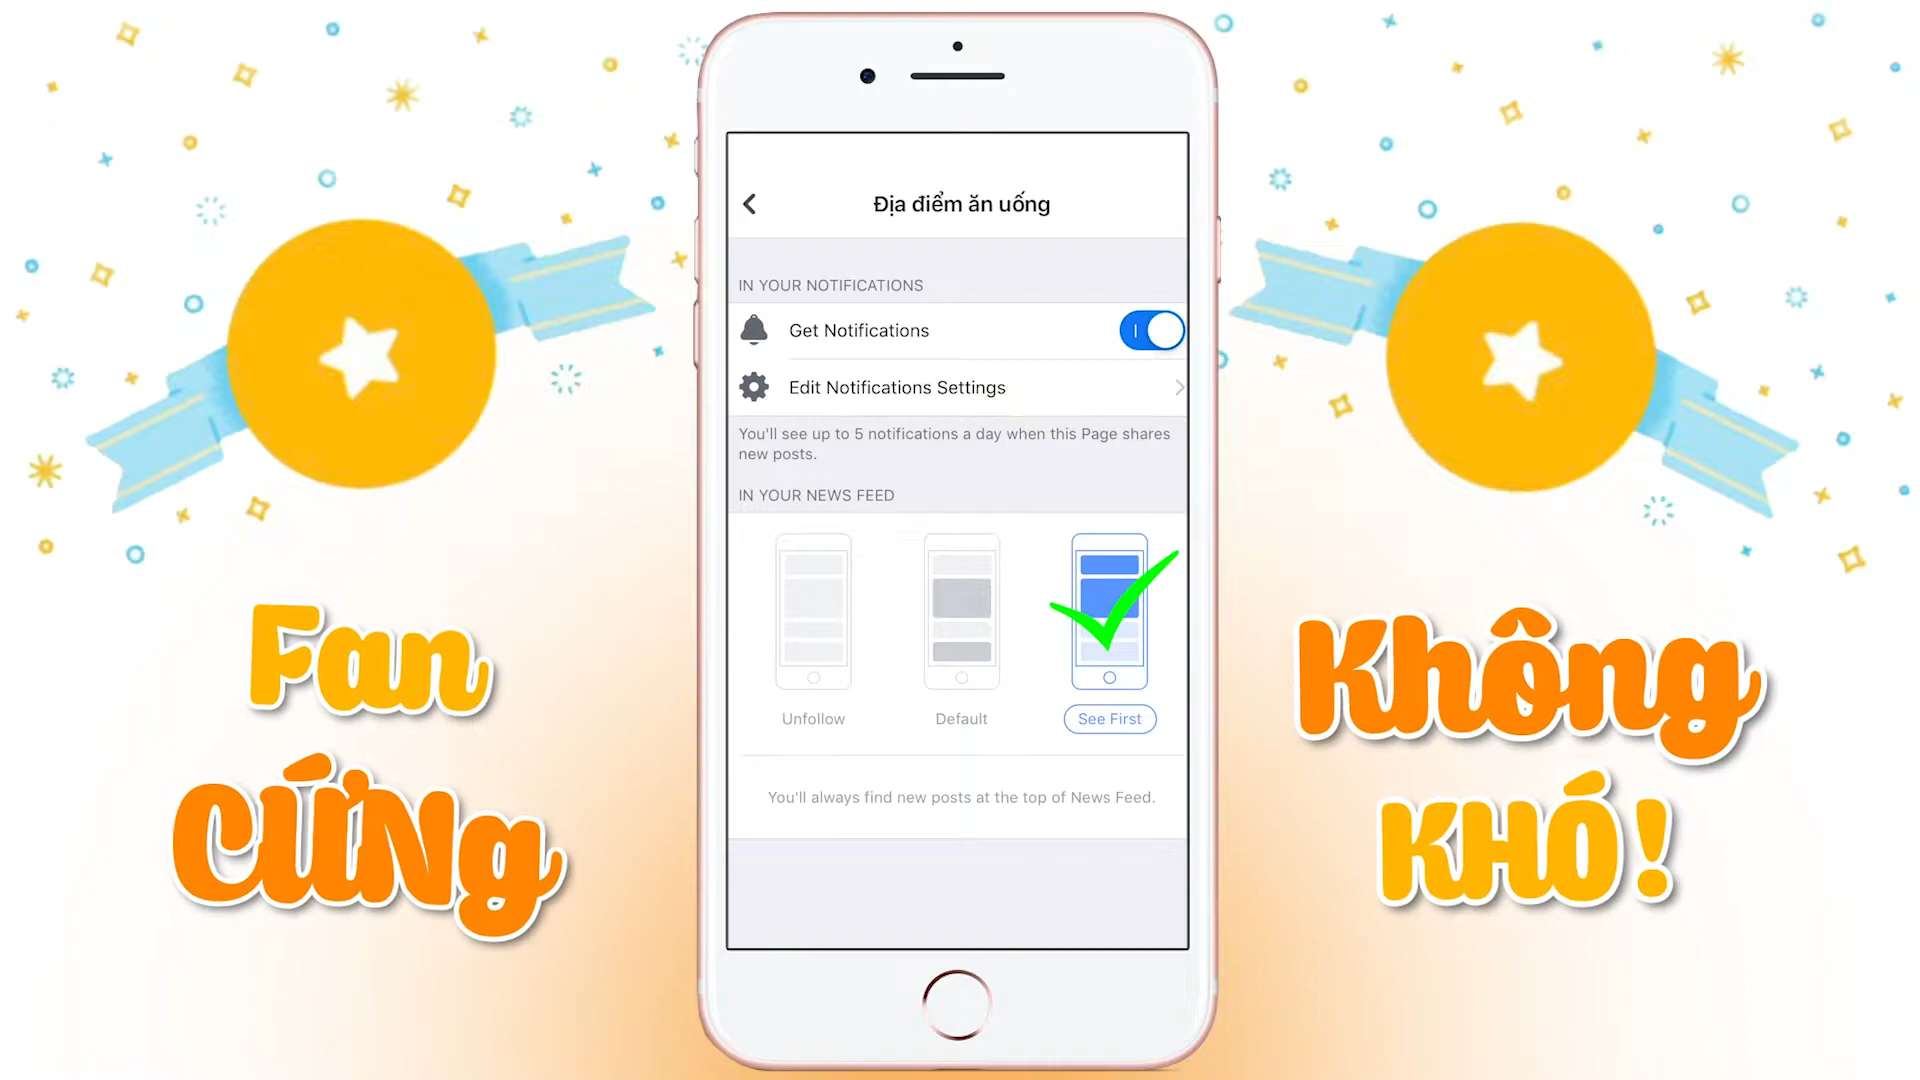 Địa điểm ăn uống
IN YOUR NOTIFICATIONS
Get Notifications
Edit Notifications Settings
You'll see up to 5 notifications a day when this Page shares
new posts.
IN YOUR NEWS FEED
Unfollow
Default
See First
You'll always find new posts at the top of News Feed.
Fan
CỨNg
Không
KHÓ!